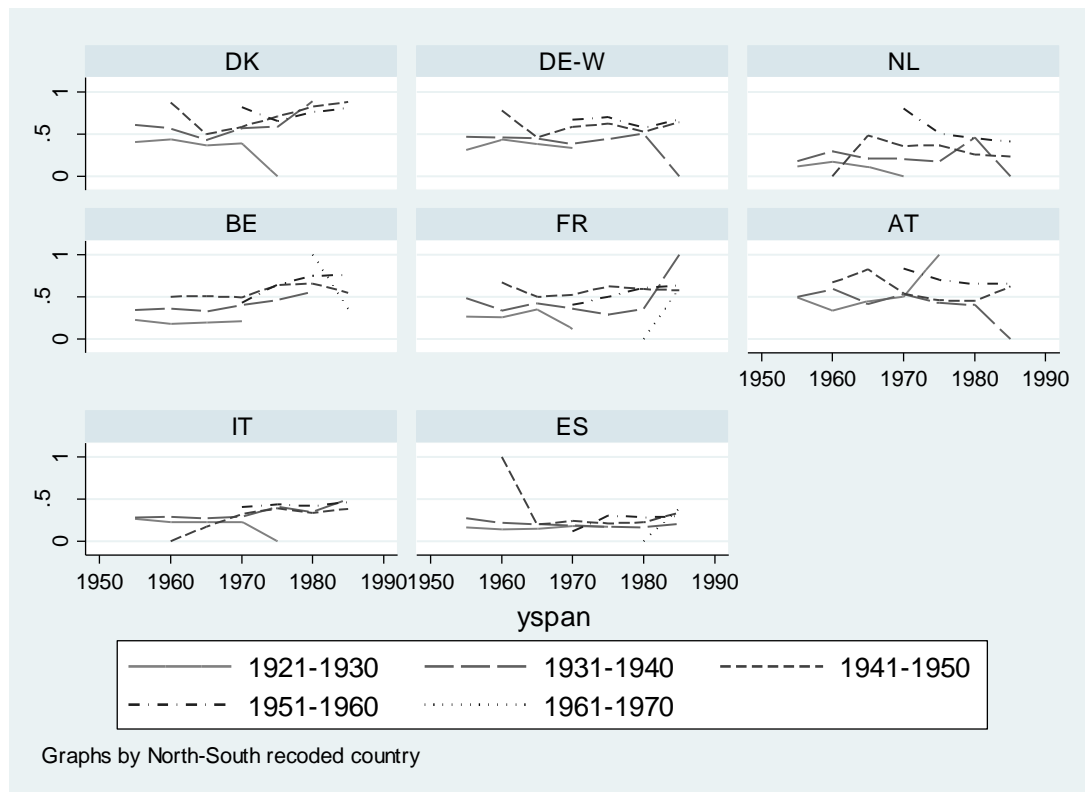 DK DE-W NL
1
.5
0
BE FR AT
1
.5
0
1950 1960 1970 1980 1990
IT ES
1
.5
0
1950 1960 1970 1980 1990 1950 1960 1970 1980 1990
yspan
1921-1930 1931-1940 1941-1950
1951-1960 1961-1970
Graphs by North-South recoded country